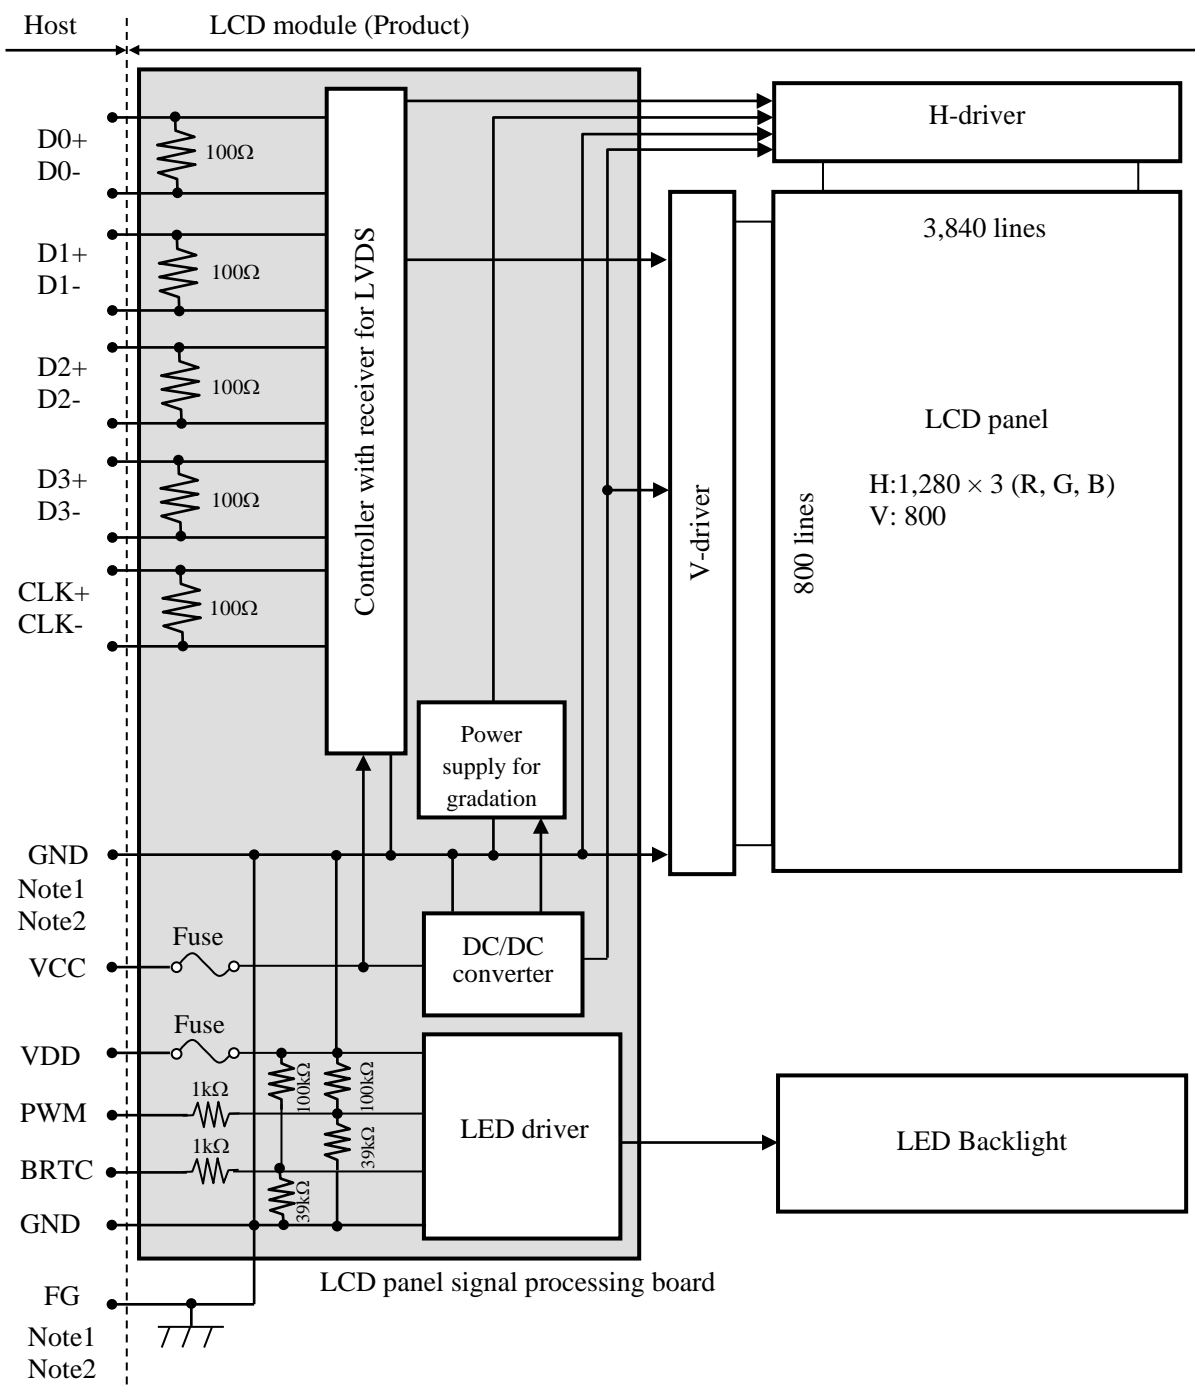 Host
LCD module (Product)
D0+
D0-
100Ω
D1+
D1-
100Ω
D2+
D2-
100Ω
D3+
D3-
100Ω
CLK+
CLK-
100Ω
Controller with receiver for LVDS
H-driver
V-driver
3,840 lines
800 lines
LCD panel
H:1,280 × 3 (R, G, B)
V: 800
Power
supply for
gradation
GND
Note1
Note2
Fuse
VCC
DC/DC
converter
Fuse
VDD
100kΩ
100kΩ
1kΩ
PWM
39kΩ
1kΩ
BRTC
39kΩ
GND
LED driver
LED Backlight
LCD panel signal processing board
FG
Note1
Note2